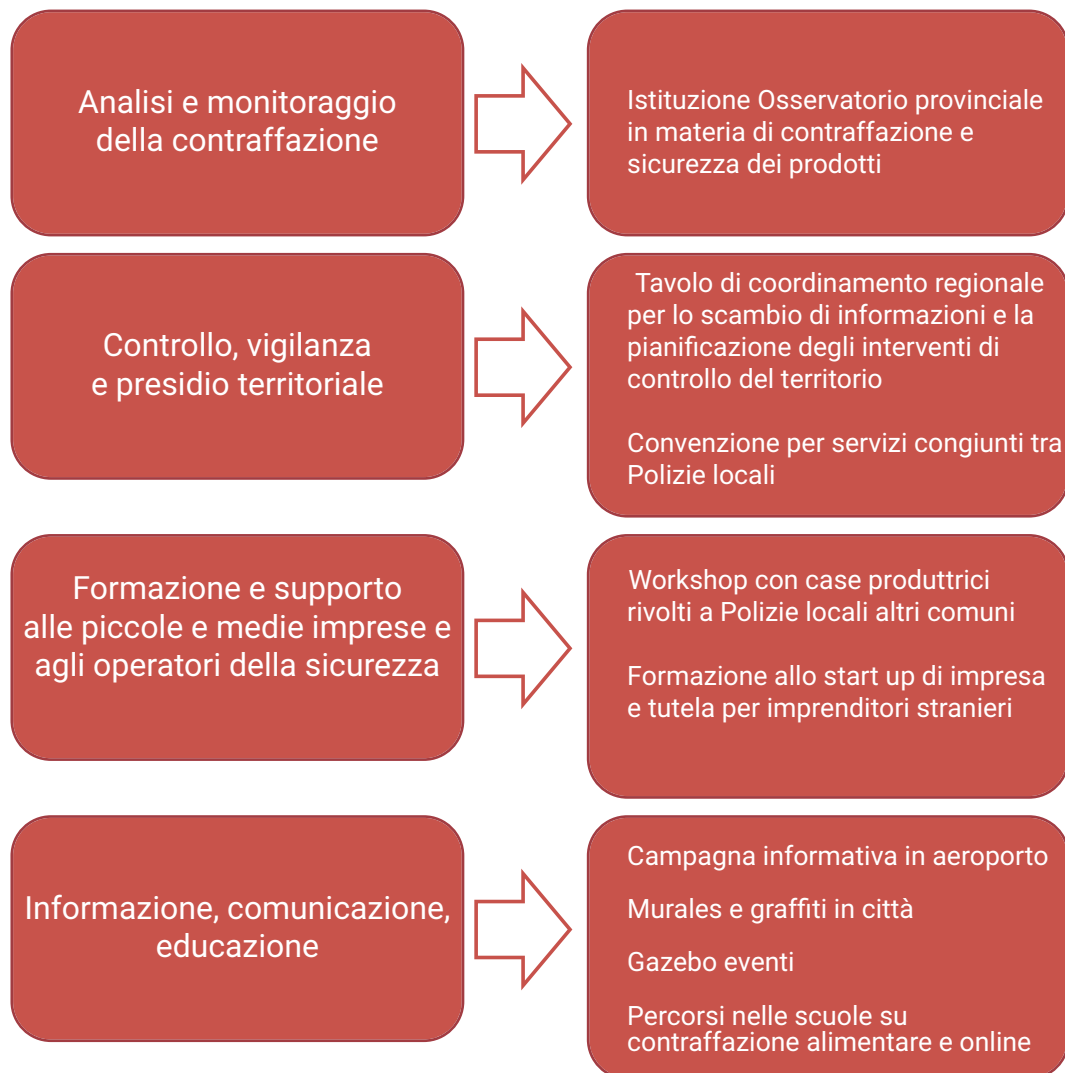 Analisi e monitoraggio
della contraffazione
Istituzione Osservatorio provinciale
in materia di contraffazione e
sicurezza dei prodotti
Controllo, vigilanza
e presidio territoriale
Tavolo di coordinamento regionale
per lo scambio di informazioni e la
pianificazione degli interventi di
controllo del territorio
Convenzione per servizi congiunti tra
Polizie locali
Formazione e supporto
alle piccole e medie imprese e
agli operatori della sicurezza
Workshop con case produttrici
rivolti a Polizie locali altri comuni
Formazione allo start up di impresa
e tutela per imprenditori stranieri
Informazione, comunicazione,
educazione
Campagna informativa in aeroporto
Murales e graffiti in città
Gazebo eventi
Percorsi nelle scuole su
contraffazione alimentare e online